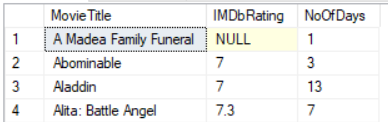 MovieTitle IMDbRating NoOfDays
1 A Madea Family Funeral NULL 1
2 Abominable 7 3
3 Aladdin 7 13
4 Alita: Battle Angel 7.3 7